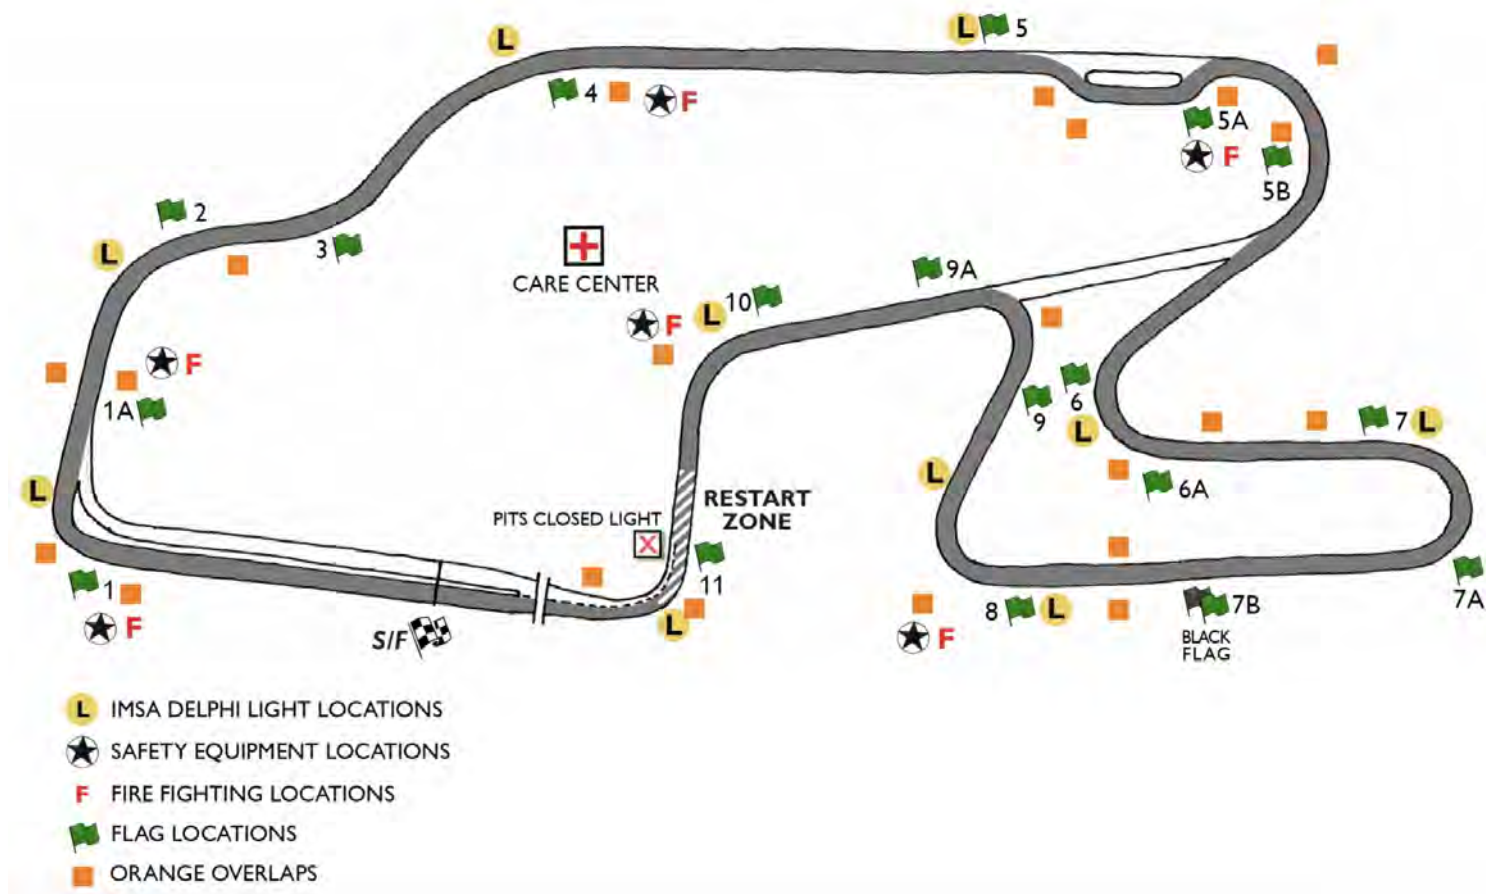 L
L 5
4 F
5A
F
5B
2
3
L
CARE CENTER
9A
10
L
F
F
1A
6
9
L
7 L
L
L
6A
RESTART
ZONE
PITS CLOSED LIGHT
X
11
1
F
S/F
L
8 L
F
7B
BLACK
FLAG
7A
L IMSA DELPHI LIGHT LOCATIONS
SAFETY EQUIPMENT LOCATIONS
F FIRE FIGHTING LOCATIONS
FLAG LOCATIONS
ORANGE OVERLAPS